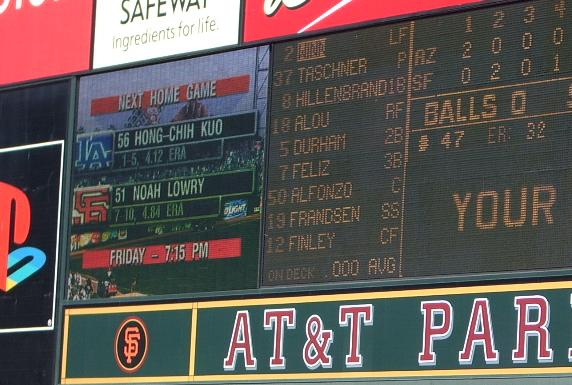 SAFEWAY
Ingredients for life.
NEXT HOME GAME
LA
56 HONG-CHIH KUO
1-5, 4.12 ERA
SF
51 NOAH LOWRY
7-10, 4.84 ERA
FRIDAY - 7:15 PM
2 WINN LF
37 TASCHNER P
8 HILLENBRAND 1B
18 ALOU RF
5 DURHAM 2B
7 FELIZ 3B
50 ALFONZO C
19 FRANDSEN SS
12 FINLEY CF
ON DECK .000 AVG
1 2 3 4
AZ 2 0 0 0
SF 0 2 0 1
BALLS 0
# 47 ER: 32
YOUR
SF
AT&T PAR